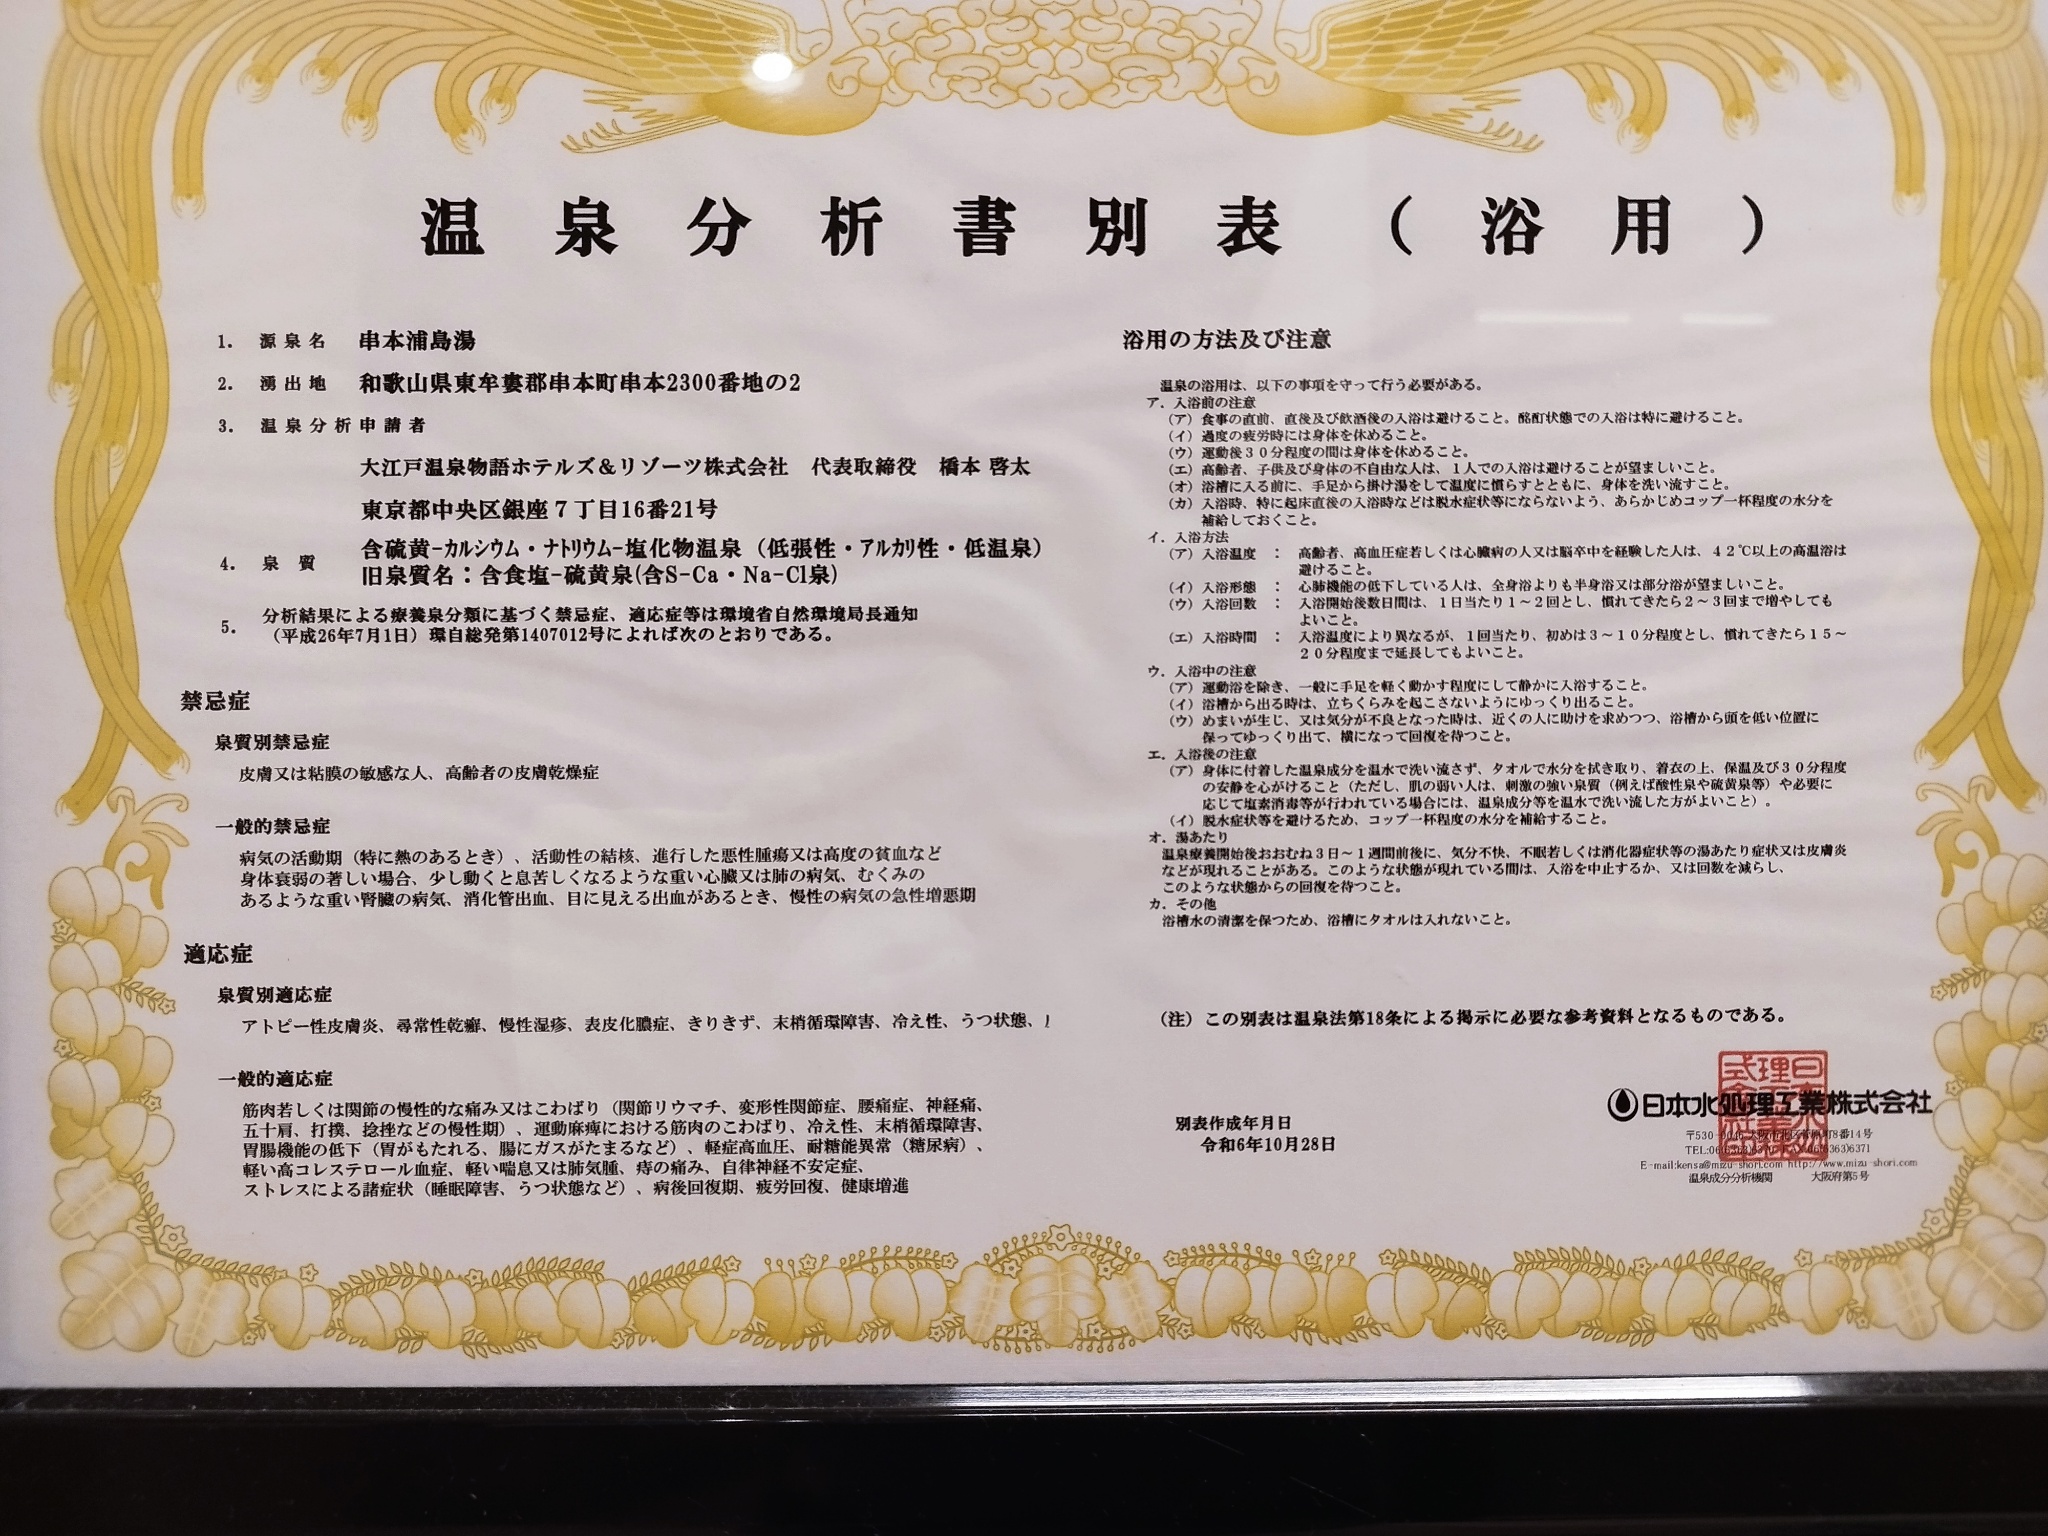 温泉分析書別表（浴用）
1. 源泉名 串本浦島湯
2. 湧出地 和歌山県東牟婁郡串本町串本2300番地の2
3. 温泉分析申請者
大江戸温泉物語ホテルズ＆リゾーツ株式会社 代表取締役 橋本 啓太
東京都中央区銀座７丁目16番21号
4. 泉質 含硫黄-カルシウム・ナトリウム-塩化物温泉（低張性・アルカリ性・低温泉）
旧泉質名：含食塩-硫黄泉(含S-Ca・Na-Cl泉)
5. 分析結果による療養泉分類に基づく禁忌症、適応症等は環境省自然環境局長通知
（平成26年7月1日）環自総発第1407012号によれば次のとおりである。
禁忌症
泉質別禁忌症
皮膚又は粘膜の敏感な人、高齢者の皮膚乾燥症
一般的禁忌症
病気の活動期（特に熱のあるとき）、活動性の結核、進行した悪性腫瘍又は高度の貧血など
身体衰弱の著しい場合、少し動くと息苦しくなるような重い心臓又は肺の病気、むくみの
あるような重い腎臓の病気、消化管出血、目に見える出血があるとき、慢性の病気の急性増悪期
適応症
泉質別適応症
アトピー性皮膚炎、尋常性乾癬、慢性湿疹、表皮化膿症、きりきず、末梢循環障害、冷え性、うつ状態、
一般的適応症
筋肉若しくは関節の慢性的な痛み又はこわばり（関節リウマチ、変形性関節症、腰痛症、神経痛、
五十肩、打撲、捻挫などの慢性期）、運動麻痺における筋肉のこわばり、冷え性、末梢循環障害、
胃腸機能の低下（胃がもたれる、腸にガスがたまるなど）、軽症高血圧、耐糖能異常（糖尿病）、
軽い高コレステロール血症、軽い喘息又は肺気腫、痔の痛み、自律神経不安定症、
ストレスによる諸症状（睡眠障害、うつ状態など）、病後回復期、疲労回復、健康増進
浴用の方法及び注意
温泉の浴用は、以下の事項を守って行う必要がある。
ア．入浴前の注意
（ア）食事の直前、直後及び飲酒後の入浴は避けること。酩酊状態での入浴は特に避けること。
（イ）過度の疲労時には身体を休めること。
（ウ）運動後３０分程度の間は身体を休めること。
（エ）高齢者、子供及び身体の不自由な人は、１人での入浴は避けることが望ましいこと。
（オ）浴槽に入る前に、手足から掛け湯をして温度に慣らすとともに、身体を洗い流すこと。
（カ）入浴時、特に起床直後の入浴時などは脱水症状等にならないよう、あらかじめコップ一杯程度の水分を
補給しておくこと。
イ．入浴方法
（ア）入浴温度 ： 高齢者、高血圧症若しくは心臓病の人又は脳卒中を経験した人は、４２℃以上の高温浴は
避けること。
（イ）入浴形態 ： 心肺機能の低下している人は、全身浴よりも半身浴又は部分浴が望ましいこと。
（ウ）入浴回数 ： 入浴開始後数日間は、１日当たり１～２回とし、慣れてきたら２～３回まで増やしても
よいこと。
（エ）入浴時間 ： 入浴温度により異なるが、１回当たり、初めは３～１０分程度とし、慣れてきたら１５～
２０分程度まで延長してもよいこと。
ウ．入浴中の注意
（ア）運動浴を除き、一般に手足を軽く動かす程度にして静かに入浴すること。
（イ）浴槽から出る時は、立ちくらみを起こさないようにゆっくり出ること。
（ウ）めまいが生じ、又は気分が不良となった時は、近くの人に助けを求めつつ、浴槽から頭を低い位置に
保ってゆっくり出て、横になって回復を待つこと。
エ．入浴後の注意
（ア）身体に付着した温泉成分を温水で洗い流さず、タオルで水分を拭き取り、着衣の上、保温及び３０分程度
の安静を心がけること（ただし、肌の弱い人は、刺激の強い泉質（例えば酸性泉や硫黄泉等）や必要に
応じて塩素消毒等が行われている場合には、温泉成分等を温水で洗い流した方がよいこと）。
（イ）脱水症状等を避けるため、コップ一杯程度の水分を補給すること。
オ．湯あたり
温泉療養開始後おおむね３日～１週間前後に、気分不快、不眠若しくは消化器症状等の湯あたり症状又は皮膚炎
などが現れることがある。このような状態が現れている間は、入浴を中止するか、又は回数を減らし、
このような状態からの回復を待つこと。
カ．その他
浴槽水の清潔を保つため、浴槽にタオルは入れないこと。
（注）この別表は温泉法第18条による掲示に必要な参考資料となるものである。
別表作成年月日
令和6年10月28日
日本水処理工業株式会社
〒530-0046 大阪市北区菅原町8番14号
TEL:06(6363)6370 FAX:06(6363)6371
E-mail:kensa@mizu-shori.com http://www.mizu-shori.com
温泉成分分析機関 大阪府第5号